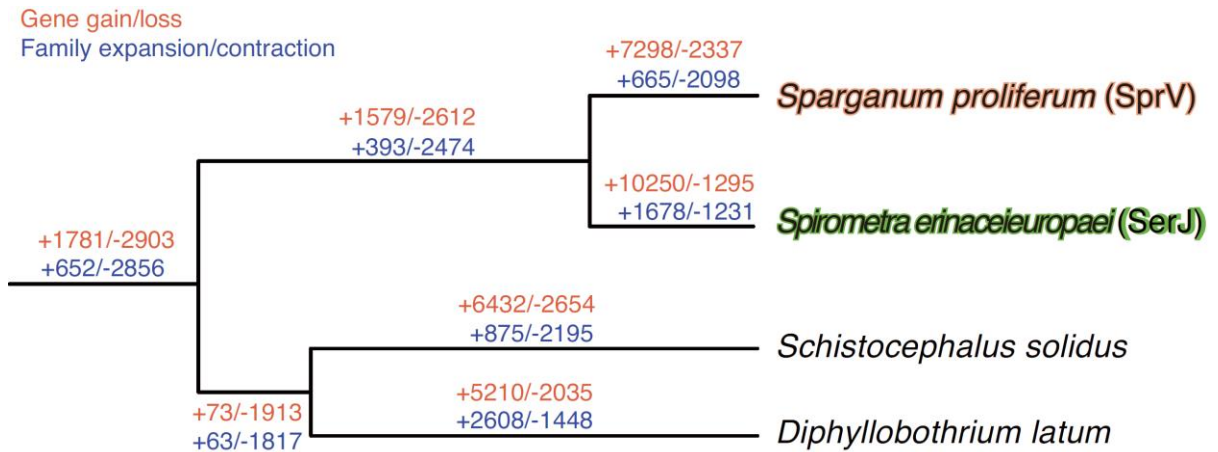 Gene gain/loss
Family expansion/contraction
+7298/-2337
+665/-2098
Sparganum proliferum (SprV)
+1579/-2612
+393/-2474
+10250/-1295
+1678/-1231
Spirometra erinaceieuropaei (SerJ)
+1781/-2903
+652/-2856
+6432/-2654
+875/-2195
Schistocephalus solidus
+73/-1913
+63/-1817
+5210/-2035
+2608/-1448
Diphyllobothrium latum